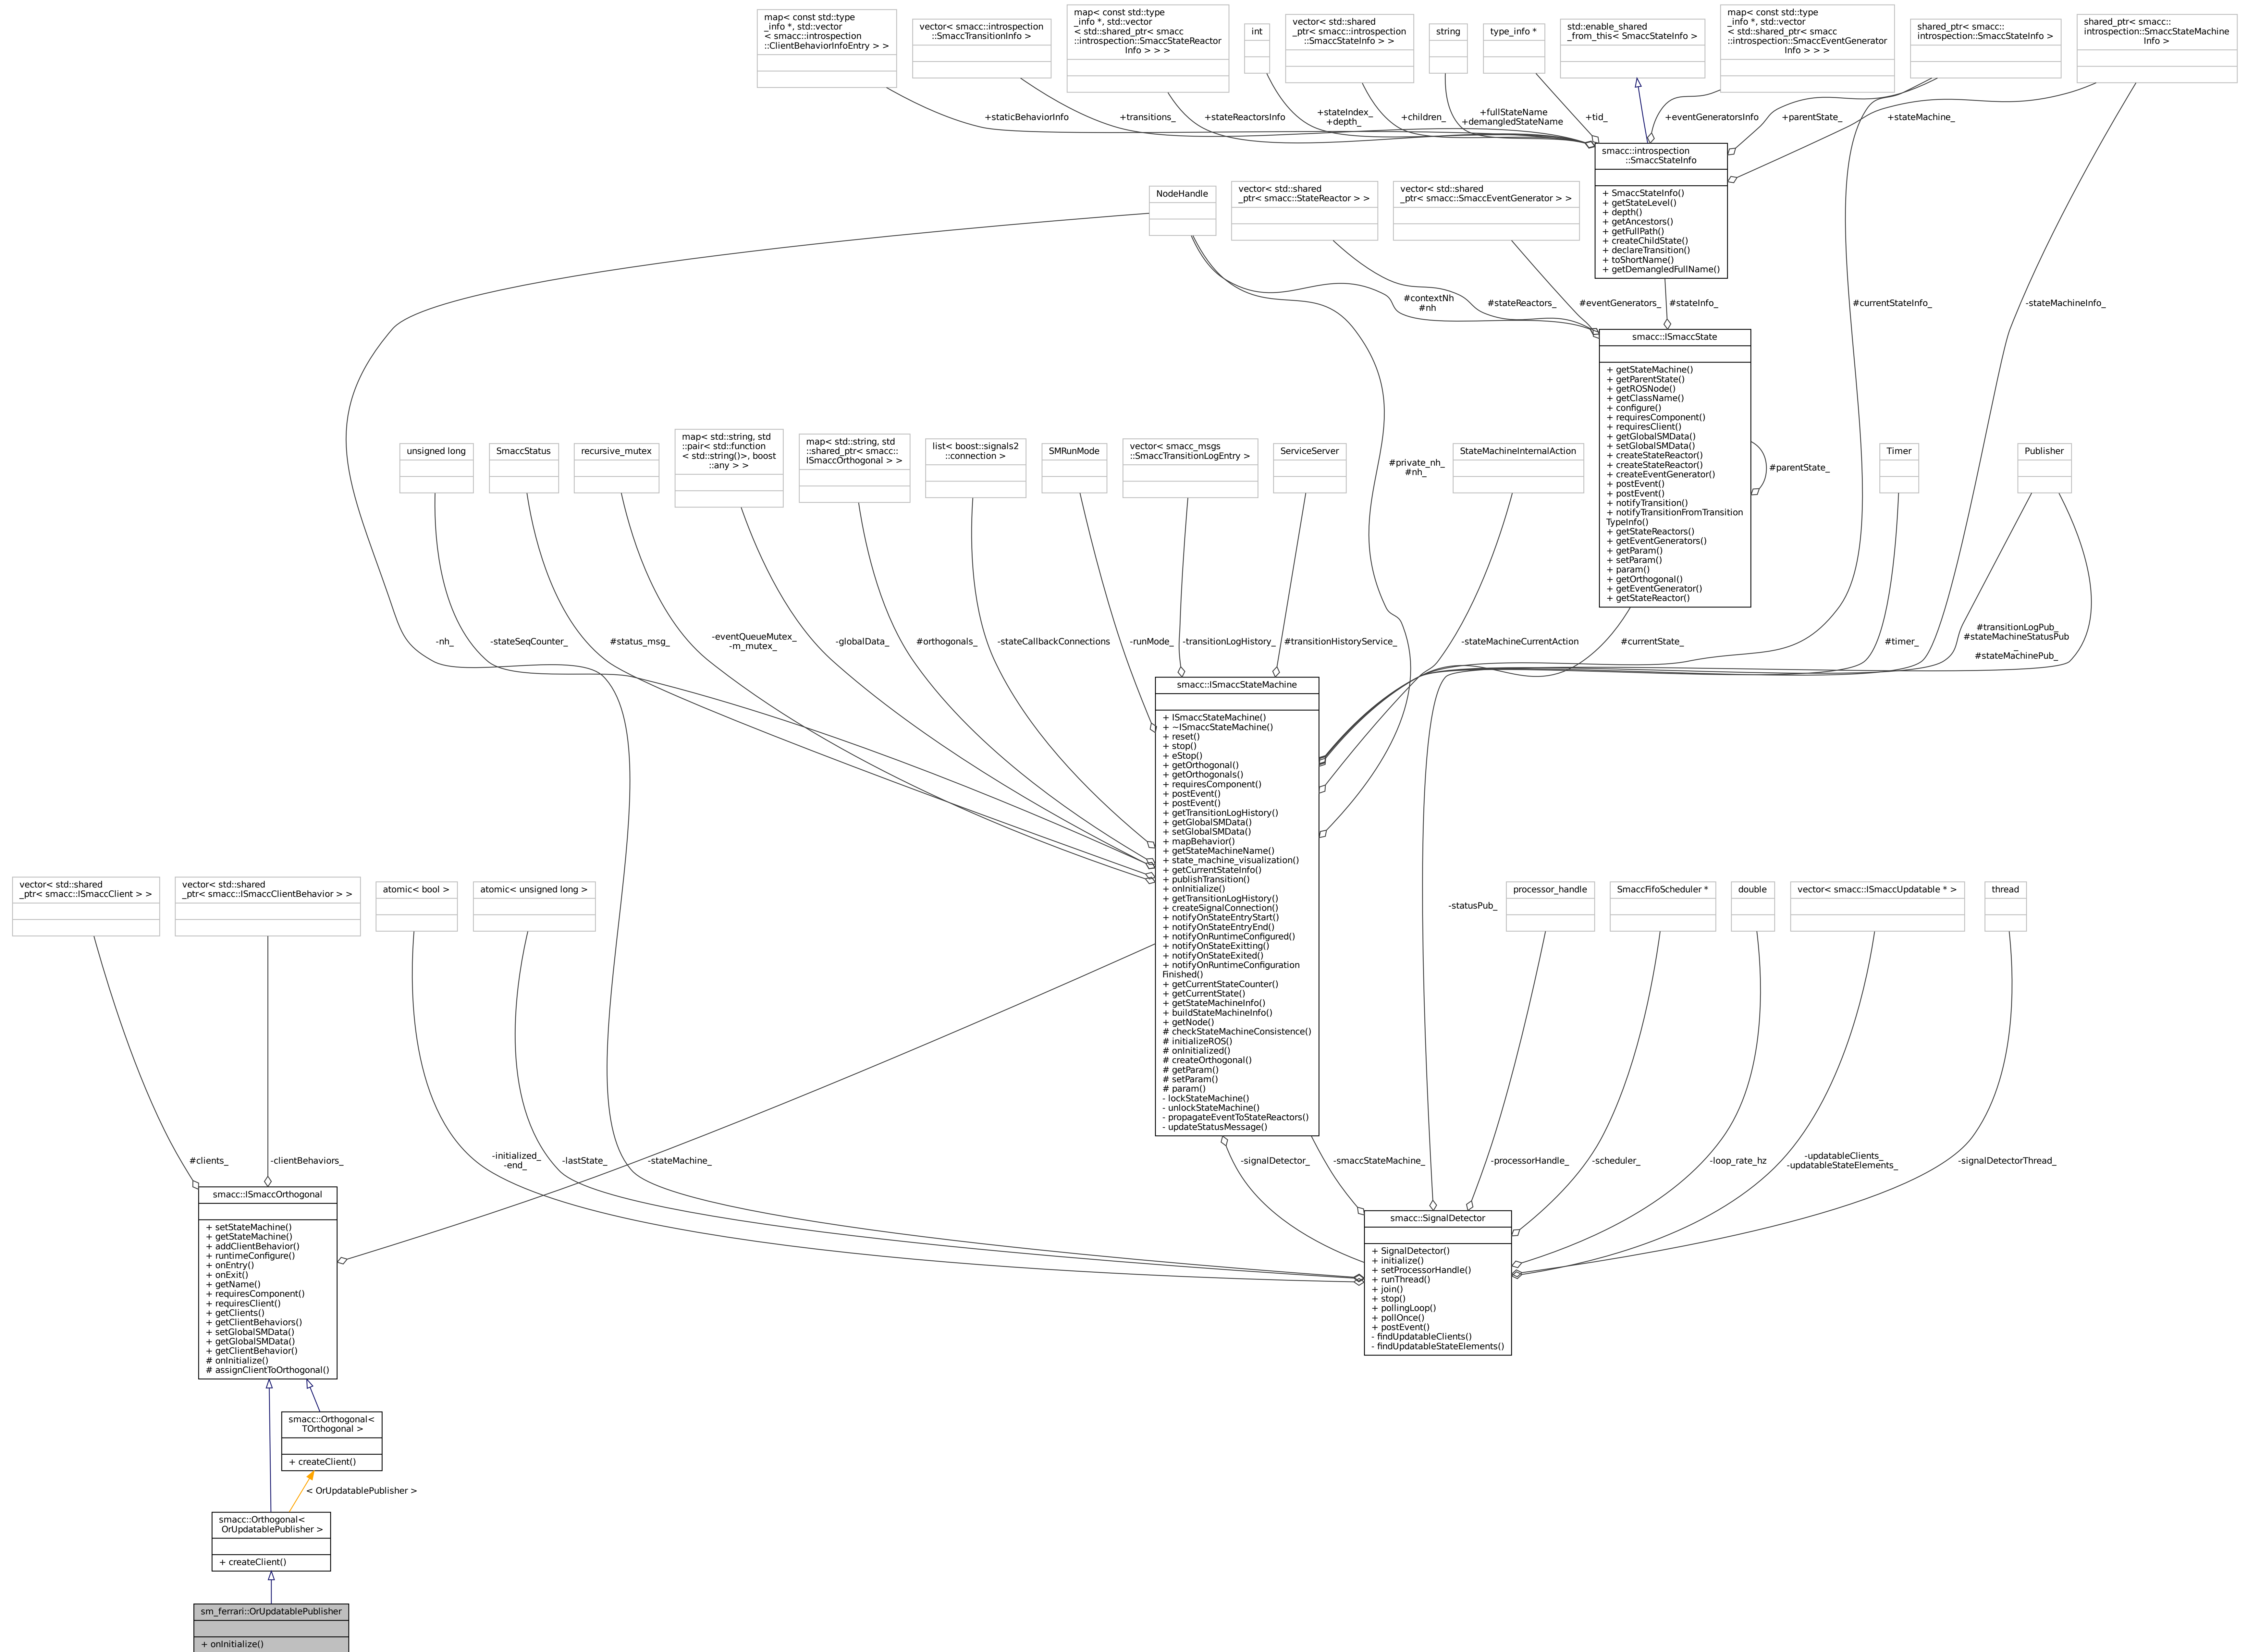 map< const std::type
_info *, std::vector
< smacc::introspection
::ClientBehaviorInfoEntry > >
vector< smacc::introspection
::SmaccTransitionInfo >
map< const std::type
_info *, std::vector
< std::shared_ptr< smacc
::introspection::SmaccStateReactor
Info > > >
int
vector< std::shared
_ptr< smacc::introspection
::SmaccStateInfo > >
string
type_info *
std::enable_shared
_from_this< SmaccStateInfo >
map< const std::type
_info *, std::vector
< std::shared_ptr< smacc
::introspection::SmaccEventGenerator
Info > > >
shared_ptr< smacc::
introspection::SmaccStateInfo >
shared_ptr< smacc::
introspection::SmaccStateMachine
Info >
+staticBehaviorInfo
+transitions_
+stateReactorsInfo
+stateIndex_
+depth_
+children_
+fullStateName
+demangledStateName
+tid_
+eventGeneratorsInfo
+parentState_
+stateMachine_
smacc::introspection
::SmaccStateInfo
+ SmaccStateInfo()
+ getStateLevel()
+ depth()
+ getAncestors()
+ getFullPath()
+ createChildState()
+ declareTransition()
+ toShortName()
+ getDemangledFullName()
NodeHandle
vector< std::shared
_ptr< smacc::StateReactor > >
vector< std::shared
_ptr< smacc::SmaccEventGenerator > >
#contextNh
#nh
#stateReactors_
#eventGenerators_
#stateInfo_
#currentStateInfo_
-stateMachineInfo_
smacc::ISmaccState
+ getStateMachine()
+ getParentState()
+ getROSNode()
+ getClassName()
+ configure()
+ requiresComponent()
+ requiresClient()
+ getGlobalSMData()
+ setGlobalSMData()
+ createStateReactor()
+ createStateReactor()
+ createEventGenerator()
+ postEvent()
+ postEvent()
+ notifyTransition()
+ notifyTransitionFromTransition
TypeInfo()
+ getStateReactors()
+ getEventGenerators()
+ getParam()
+ setParam()
+ param()
+ getOrthogonal()
+ getEventGenerator()
+ getStateReactor()
#parentState_
unsigned long
SmaccStatus
recursive_mutex
map< std::string, std
::pair< std::function
< std::string()>, boost
::any > >
map< std::string, std
::shared_ptr< smacc::
ISmaccOrthogonal > >
list< boost::signals2
::connection >
SMRunMode
vector< smacc_msgs
::SmaccTransitionLogEntry >
ServiceServer
#private_nh_
#nh_
StateMachineInternalAction
Timer
Publisher
-nh_
-stateSeqCounter_
#status_msg_
-eventQueueMutex_
-m_mutex_
-globalData_
#orthogonals_
-stateCallbackConnections
-runMode_
-transitionLogHistory_
#transitionHistoryService_
-stateMachineCurrentAction
#currentState_
#timer_
#transitionLogPub_
#stateMachineStatusPub
_
#stateMachinePub_
smacc::ISmaccStateMachine
+ ISmaccStateMachine()
+ ~ISmaccStateMachine()
+ reset()
+ stop()
+ eStop()
+ getOrthogonal()
+ getOrthogonals()
+ requiresComponent()
+ postEvent()
+ postEvent()
+ getTransitionLogHistory()
+ getGlobalSMData()
+ setGlobalSMData()
+ mapBehavior()
+ getStateMachineName()
+ state_machine_visualization()
+ getCurrentStateInfo()
+ publishTransition()
+ onInitialize()
+ getTransitionLogHistory()
+ createSignalConnection()
+ notifyOnStateEntryStart()
+ notifyOnStateEntryEnd()
+ notifyOnRuntimeConfigured()
+ notifyOnStateExitting()
+ notifyOnStateExited()
+ notifyOnRuntimeConfiguration
Finished()
+ getCurrentStateCounter()
+ getCurrentState()
+ getStateMachineInfo()
+ buildStateMachineInfo()
+ getNode()
# checkStateMachineConsistence()
# initializeROS()
# onInitialized()
# createOrthogonal()
# getParam()
# setParam()
# param()
- lockStateMachine()
- unlockStateMachine()
- propagateEventToStateReactors()
- updateStatusMessage()
vector< std::shared
_ptr< smacc::ISmaccClient > >
vector< std::shared
_ptr< smacc::ISmaccClientBehavior > >
atomic< bool >
atomic< unsigned long >
-statusPub_
processor_handle
SmaccFifoScheduler *
double
vector< smacc::ISmaccUpdatable * >
thread
#clients_
-clientBehaviors_
-initialized_
-end_
-lastState_
-stateMachine_
-signalDetector_
-smaccStateMachine_
-processorHandle_
-scheduler_
-loop_rate_hz
-updatableClients_
-updatableStateElements_
-signalDetectorThread_
smacc::ISmaccOrthogonal
+ setStateMachine()
+ getStateMachine()
+ addClientBehavior()
+ runtimeConfigure()
+ onEntry()
+ onExit()
+ getName()
+ requiresComponent()
+ requiresClient()
+ getClients()
+ getClientBehaviors()
+ setGlobalSMData()
+ getGlobalSMData()
+ getClientBehavior()
# onInitialize()
# assignClientToOrthogonal()
smacc::SignalDetector
+ SignalDetector()
+ initialize()
+ setProcessorHandle()
+ runThread()
+ join()
+ stop()
+ pollingLoop()
+ pollOnce()
+ postEvent()
- findUpdatableClients()
- findUpdatableStateElements()
smacc::Orthogonal<
TOrthogonal >
+ createClient()
< OrUpdatablePublisher >
smacc::Orthogonal<
OrUpdatablePublisher >
+ createClient()
sm_ferrari::OrUpdatablePublisher
+ onInitialize()